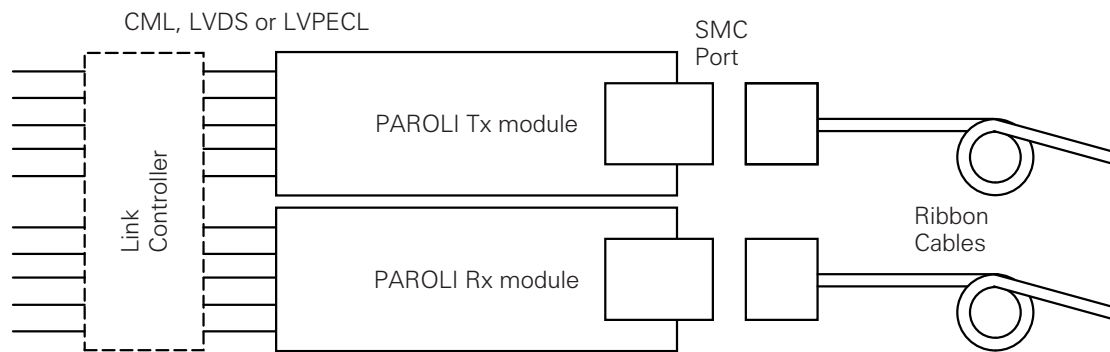 CML, LVDS or LVPECL
SMC
Port
PAROLI Tx module
Link
Controller
Ribbon
Cables
PAROLI Rx module